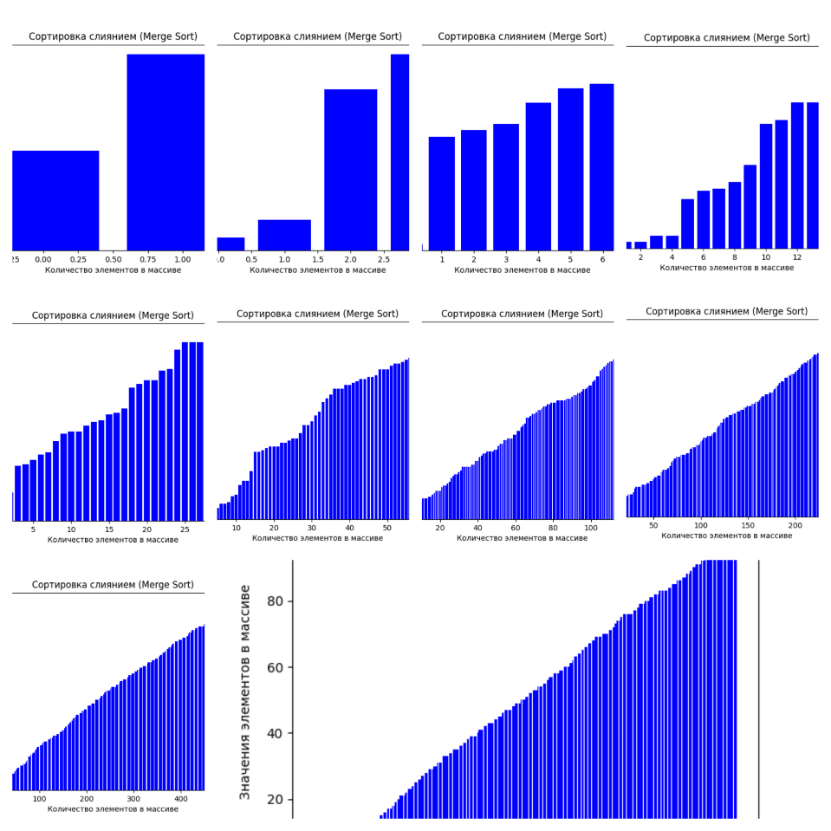 Сортировка слиянием (Merge Sort) Сортировка слиянием (Merge Sort) Сортировка слиянием (Merge Sort) Сортировка слиянием (Merge Sort)
25 0.00 0.25 0.50 0.75 1.00 .0 0.5 1.0 1.5 2.0 2.5 1 2 3 4 5 6 2 4 6 8 10 12
Количество элементов в массиве Количество элементов в массиве Количество элементов в массиве Количество элементов в массиве
Сортировка слиянием (Merge Sort) Сортировка слиянием (Merge Sort) Сортировка слиянием (Merge Sort) Сортировка слиянием (Merge Sort)
5 10 15 20 25 10 20 30 40 50 20 40 60 80 100 50 100 150 200
Количество элементов в массиве Количество элементов в массиве Количество элементов в массиве Количество элементов в массиве
Сортировка слиянием (Merge Sort)
100 200 300 400
Количество элементов в массиве
Значения элементов в массиве
80
60
40
20